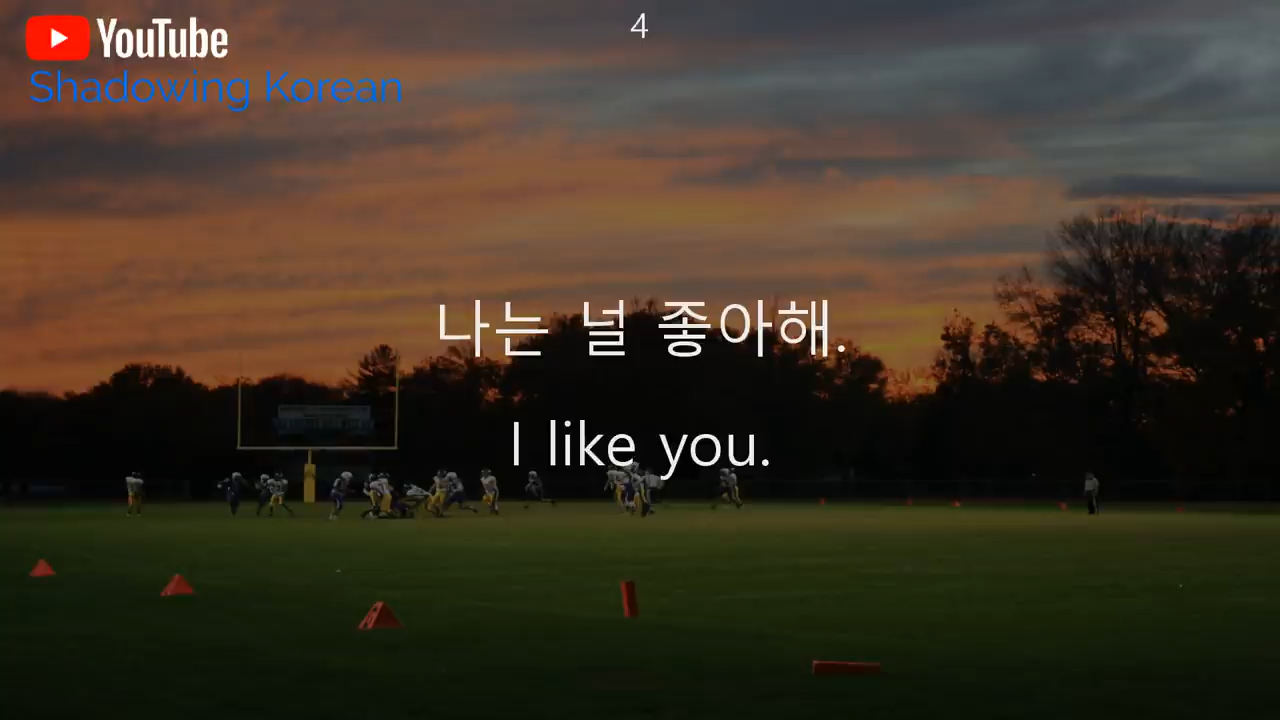 YouTube
Shadowing Korean
4
나는 널 좋아해.
I like you.